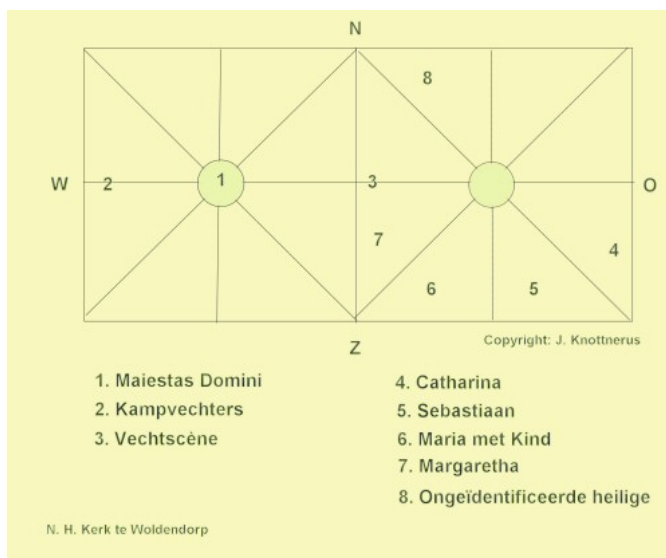 N
8
W
2
1
3
O
7
4
6
5
Z
Copyright: J. Knottnerus
1. Maiestas Domini
2. Kampvechters
3. Vechtscène
4. Catharina
5. Sebastiaan
6. Maria met Kind
7. Margaretha
8. Ongeïdentificeerde heilige
N. H. Kerk te Woldendorp